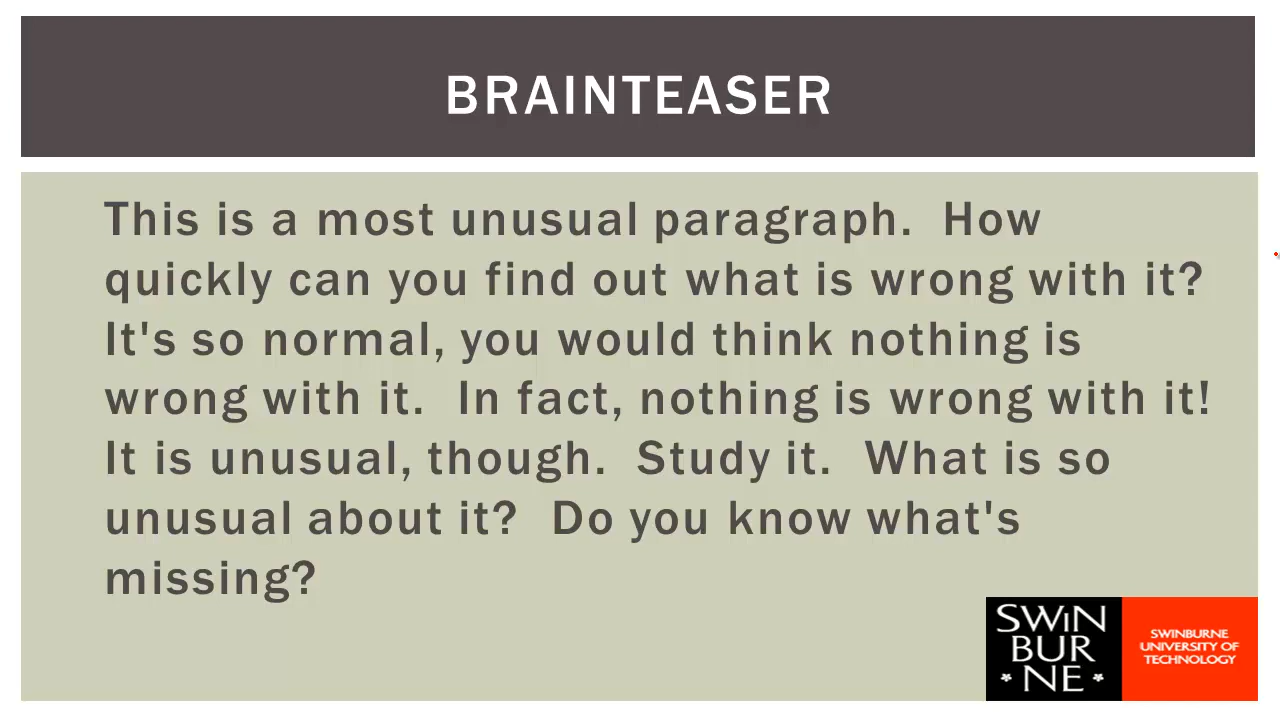 BRAINTEASER
This is a most unusual paragraph.  How
quickly can you find out what is wrong with it?
It's so normal, you would think nothing is
wrong with it.  In fact, nothing is wrong with it!
It is unusual, though.  Study it.  What is so
unusual about it?  Do you know what's
missing?
SWiN
BUR
NE
SWINBURNE
UNIVERSITY OF
TECHNOLOGY